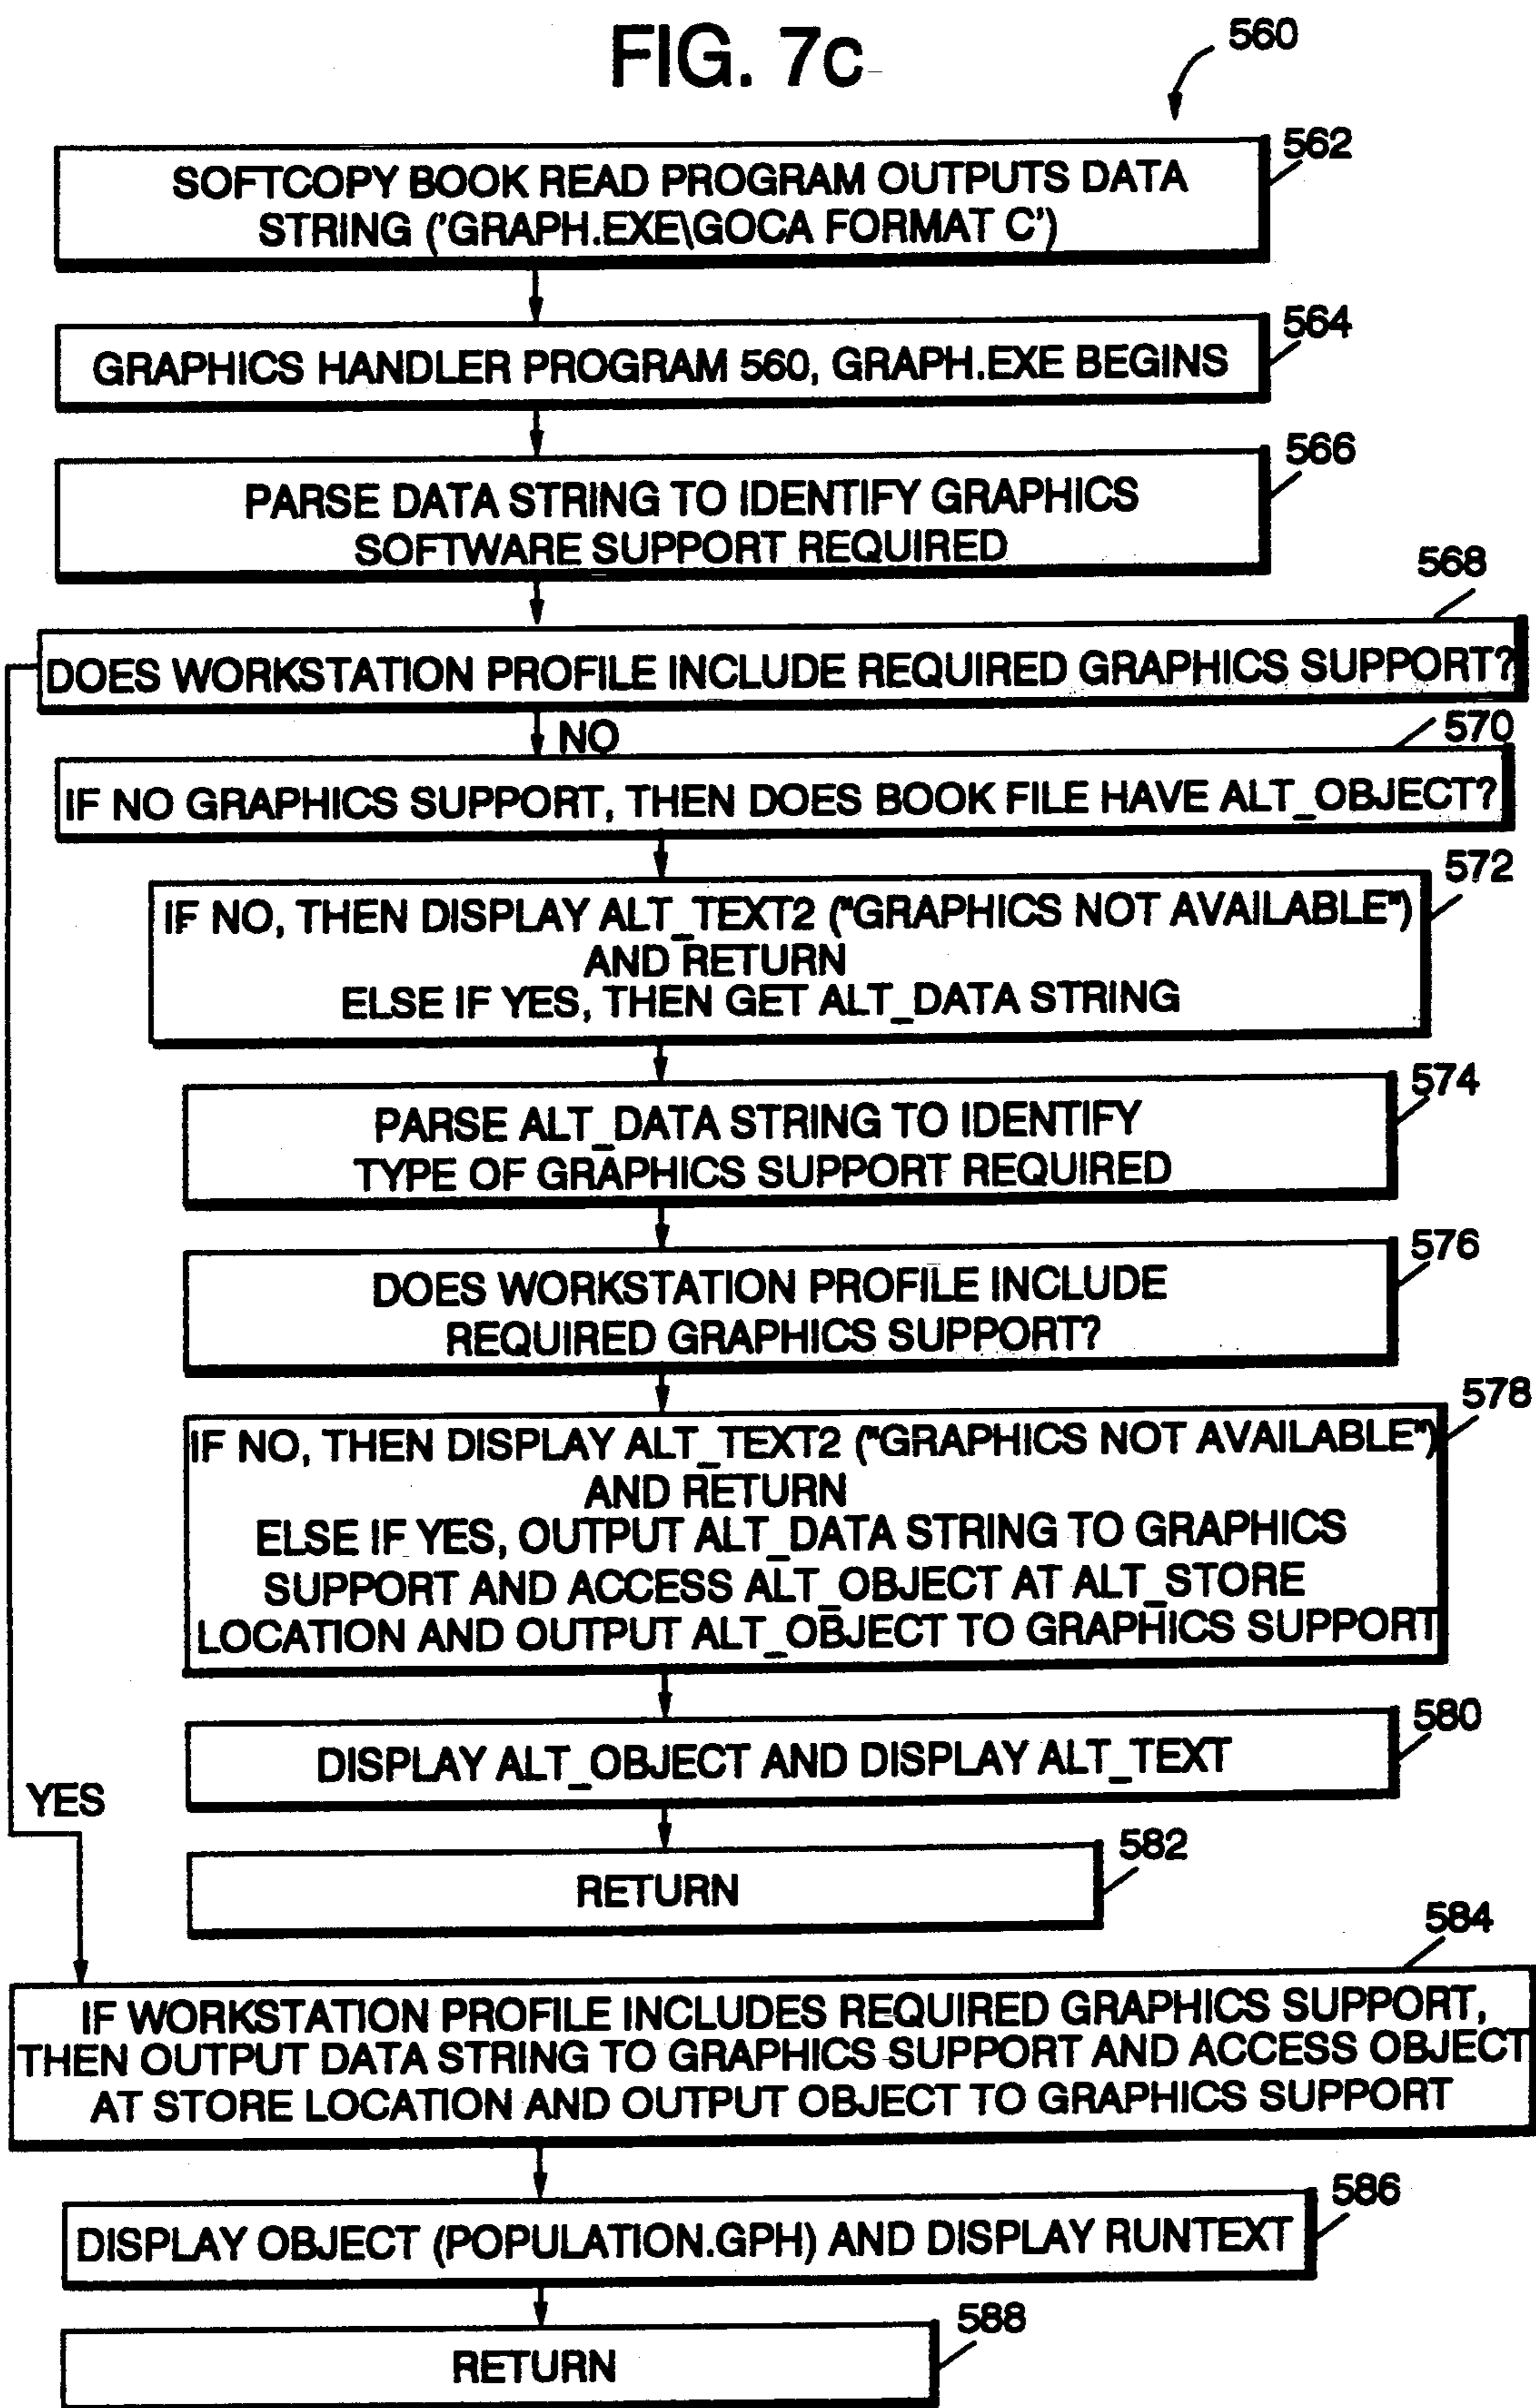 FIG. 7c
560
562
SOFTCOPY BOOK READ PROGRAM OUTPUTS DATA
STRING ('GRAPH.EXE\GOCA FORMAT C')
564
GRAPHICS HANDLER PROGRAM 560, GRAPH.EXE BEGINS
566
PARSE DATA STRING TO IDENTIFY GRAPHICS
SOFTWARE SUPPORT REQUIRED
568
DOES WORKSTATION PROFILE INCLUDE REQUIRED GRAPHICS SUPPORT?
NO
570
IF NO GRAPHICS SUPPORT, THEN DOES BOOK FILE HAVE ALT_OBJECT?
572
IF NO, THEN DISPLAY ALT_TEXT2 ("GRAPHICS NOT AVAILABLE")
AND RETURN
ELSE IF YES, THEN GET ALT_DATA STRING
574
PARSE ALT_DATA STRING TO IDENTIFY
TYPE OF GRAPHICS SUPPORT REQUIRED
576
DOES WORKSTATION PROFILE INCLUDE
REQUIRED GRAPHICS SUPPORT?
578
IF NO, THEN DISPLAY ALT_TEXT2 ("GRAPHICS NOT AVAILABLE")
AND RETURN
ELSE IF YES, OUTPUT ALT_DATA STRING TO GRAPHICS
SUPPORT AND ACCESS ALT_OBJECT AT ALT_STORE
LOCATION AND OUTPUT ALT_OBJECT TO GRAPHICS SUPPORT
580
DISPLAY ALT_OBJECT AND DISPLAY ALT_TEXT
YES
582
RETURN
584
IF WORKSTATION PROFILE INCLUDES REQUIRED GRAPHICS SUPPORT,
THEN OUTPUT DATA STRING TO GRAPHICS SUPPORT AND ACCESS OBJECT
AT STORE LOCATION AND OUTPUT OBJECT TO GRAPHICS SUPPORT
586
DISPLAY OBJECT (POPULATION.GPH) AND DISPLAY RUNTEXT
588
RETURN